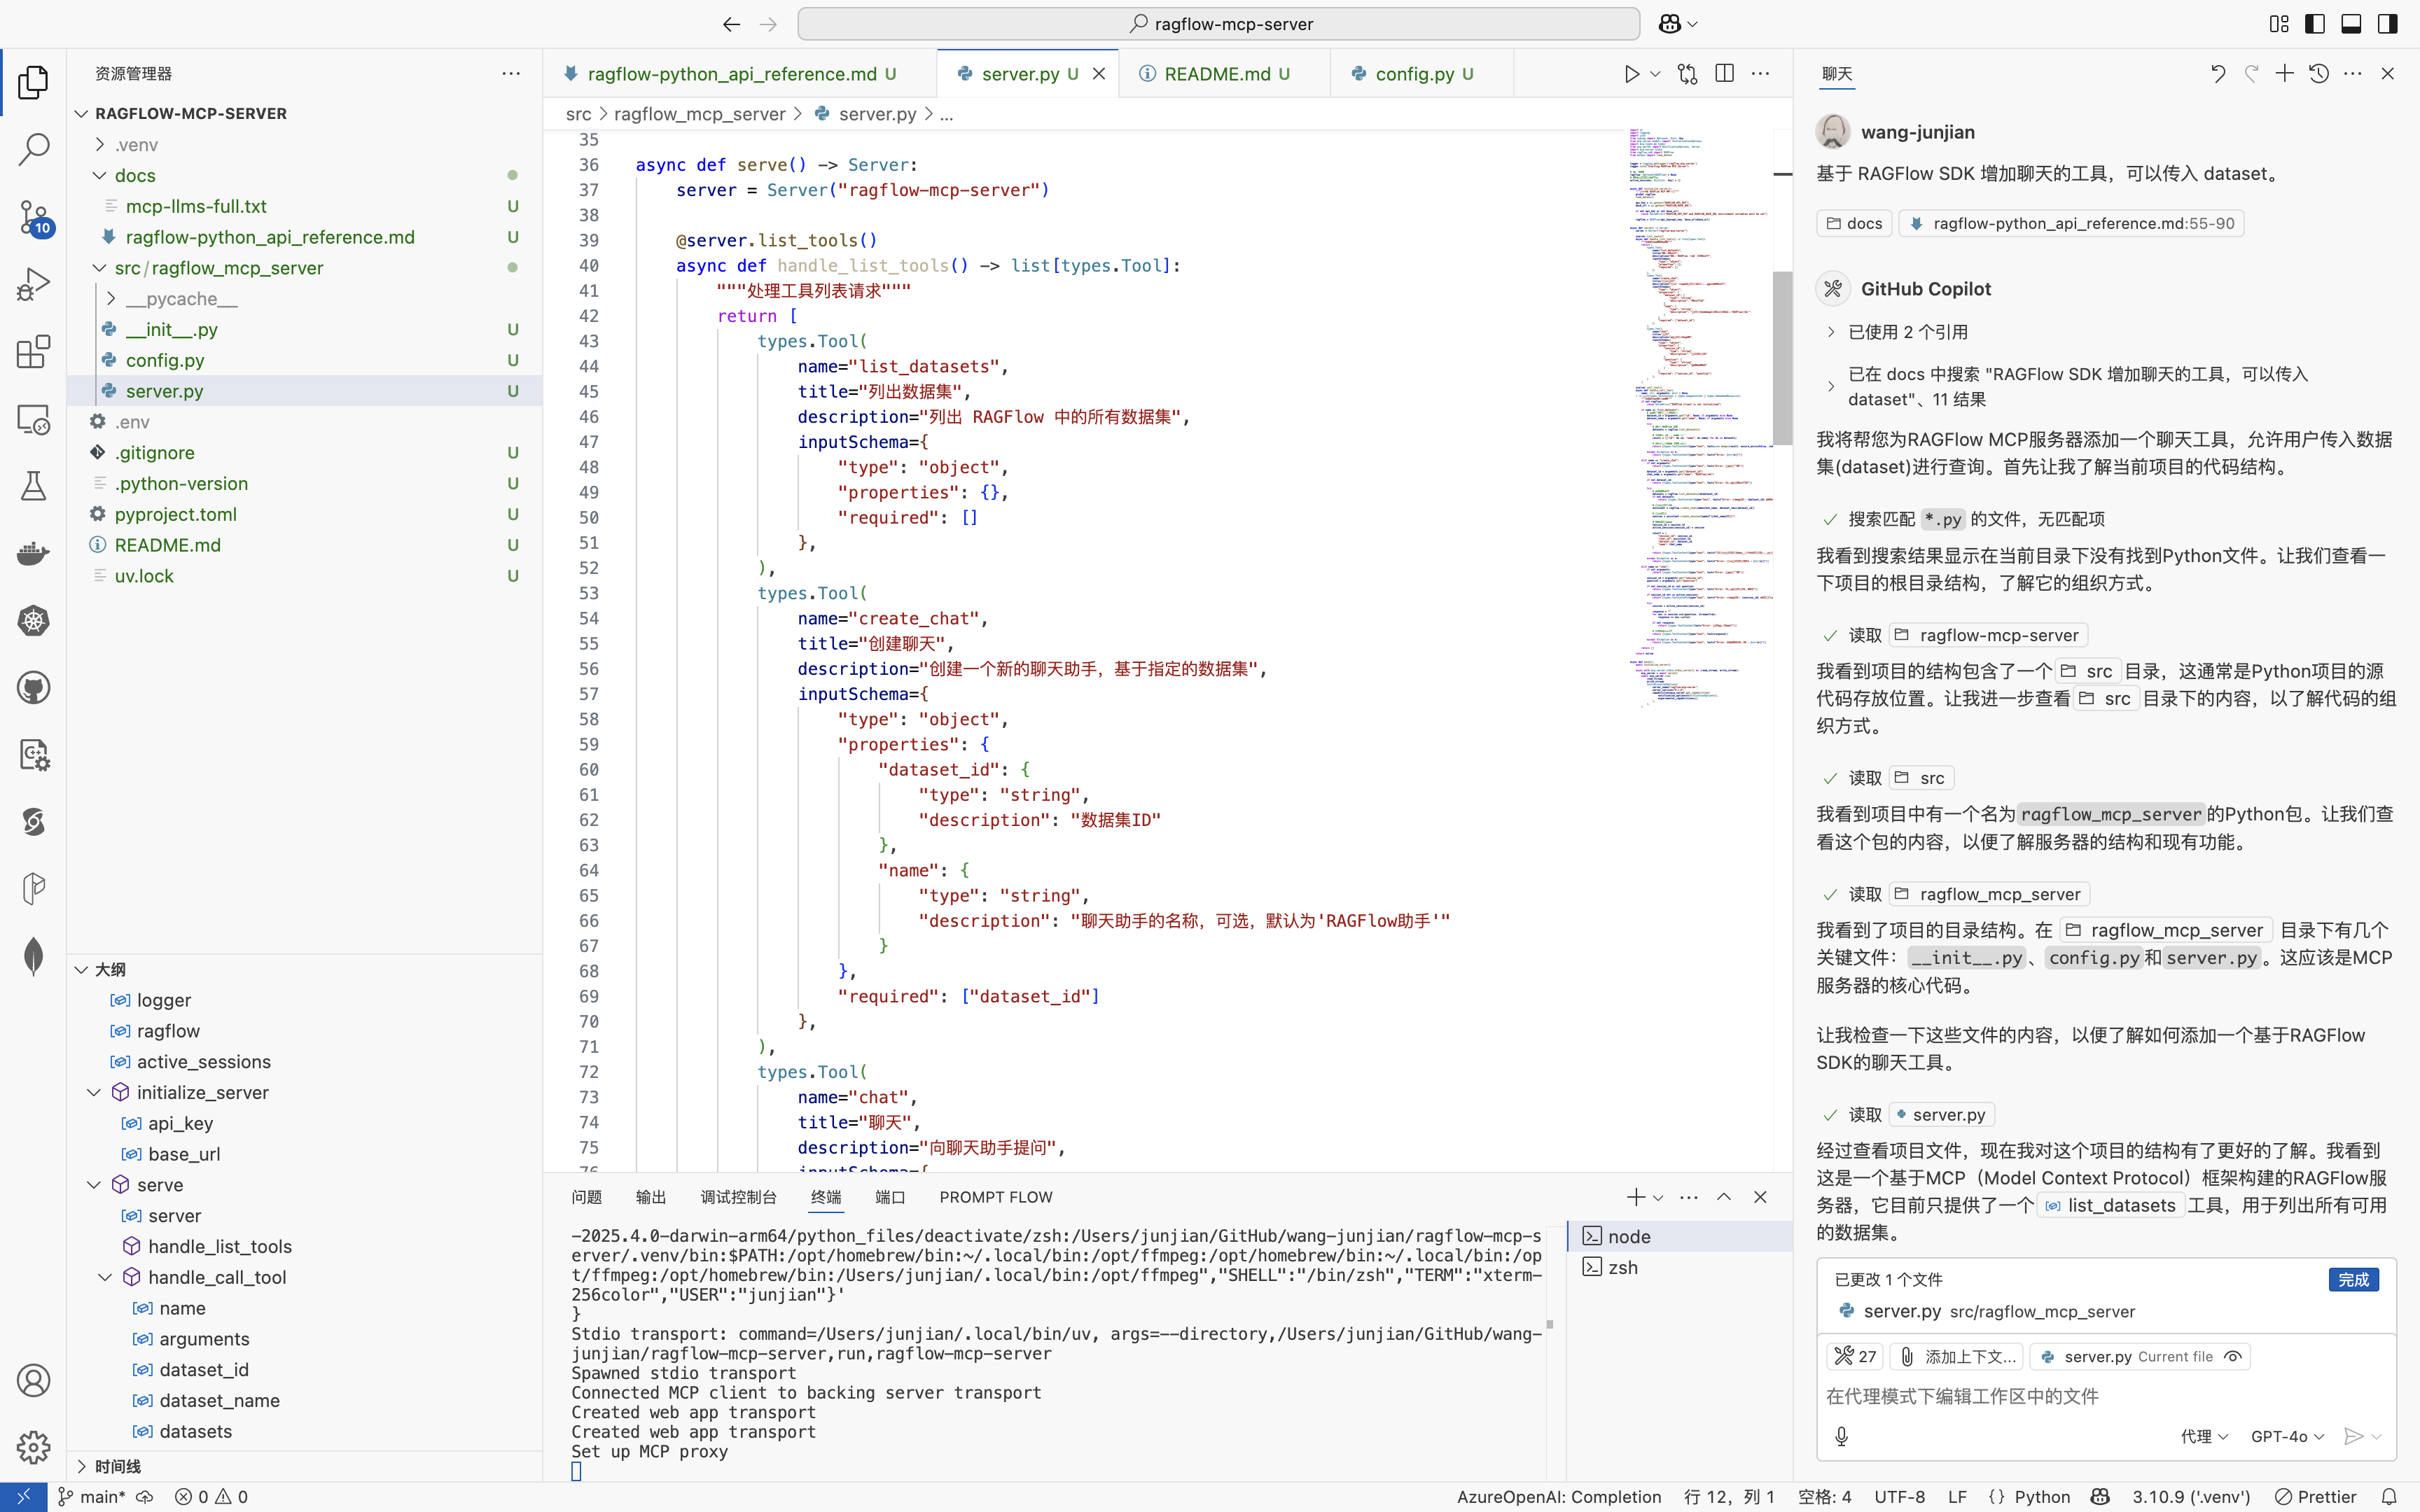 ragflow-mcp-server
资源管理器
RAGFLOW-MCP-SERVER
.venv
docs
mcp-llms-full.txt U
ragflow-python_api_reference.md U
src/ragflow_mcp_server
__pycache__
__init__.py U
config.py U
server.py U
.env
.gitignore U
.python-version U
pyproject.toml U
README.md U
uv.lock U
10
大纲
logger
ragflow
active_sessions
initialize_server
api_key
base_url
serve
server
handle_list_tools
handle_call_tool
name
arguments
dataset_id
dataset_name
datasets
时间线
ragflow-python_api_reference.md U
server.py U
README.md U
config.py U
src > ragflow_mcp_server > server.py > ...
35
36 async def serve() -> Server:
37 server = Server("ragflow-mcp-server")
38
39 @server.list_tools()
40 async def handle_list_tools() -> list[types.Tool]:
41 """处理工具列表请求"""
42 return [
43 types.Tool(
44 name="list_datasets",
45 title="列出数据集",
46 description="列出 RAGFlow 中的所有数据集",
47 inputSchema={
48 "type": "object",
49 "properties": {},
50 "required": []
51 },
52 ),
53 types.Tool(
54 name="create_chat",
55 title="创建聊天",
56 description="创建一个新的聊天助手，基于指定的数据集",
57 inputSchema={
58 "type": "object",
59 "properties": {
60 "dataset_id": {
61 "type": "string",
62 "description": "数据集ID"
63 },
64 "name": {
65 "type": "string",
66 "description": "聊天助手的名称，可选，默认为'RAGFlow助手'"
67 }
68 },
69 "required": ["dataset_id"]
70 },
71 ),
72 types.Tool(
73 name="chat",
74 title="聊天",
75 description="向聊天助手提问",
76 inputSchema={
问题 输出 调试控制台 终端 端口 PROMPT FLOW
-2025.4.0-darwin-arm64/python_files/deactivate/zsh:/Users/junjian/GitHub/wang-junjian/ragflow-mcp-s
erver/.venv/bin:$PATH:/opt/homebrew/bin:~/.local/bin:/opt/ffmpeg:/opt/homebrew/bin:~/.local/bin:/op
t/ffmpeg:/opt/homebrew/bin:/Users/junjian/.local/bin:/opt/ffmpeg","SHELL":"/bin/zsh","TERM":"xterm-
256color","USER":"junjian"}'
}
Stdio transport: command=/Users/junjian/.local/bin/uv, args=--directory,/Users/junjian/GitHub/wang-
junjian/ragflow-mcp-server,run,ragflow-mcp-server
Spawned stdio transport
Connected MCP client to backing server transport
Created web app transport
Created web app transport
Set up MCP proxy
node
zsh
聊天
wang-junjian
基于 RAGFlow SDK 增加聊天的工具，可以传入 dataset。
docs ragflow-python_api_reference.md:55-90
GitHub Copilot
已使用 2 个引用
已在 docs 中搜索 "RAGFlow SDK 增加聊天的工具，可以传入
dataset"、11 结果
我将帮您为RAGFlow MCP服务器添加一个聊天工具，允许用户传入数据
集(dataset)进行查询。首先让我了解当前项目的代码结构。
搜索匹配 *.py 的文件，无匹配项
我看到搜索结果显示在当前目录下没有找到Python文件。让我们查看一
下项目的根目录结构，了解它的组织方式。
读取 ragflow-mcp-server
我看到项目的结构包含了一个 src 目录，这通常是Python项目的源
代码存放位置。让我进一步查看 src 目录下的内容，以了解代码的组
织方式。
读取 src
我看到项目中有一个名为ragflow_mcp_server的Python包。让我们查
看这个包的内容，以便了解服务器的结构和现有功能。
读取 ragflow_mcp_server
我看到了项目的目录结构。在 ragflow_mcp_server 目录下有几个
关键文件：__init__.py、config.py和server.py。这应该是MCP
服务器的核心代码。
让我检查一下这些文件的内容，以便了解如何添加一个基于RAGFlow
SDK的聊天工具。
读取 server.py
经过查看项目文件，现在我对这个项目的结构有了更好的了解。我看到
这是一个基于MCP（Model Context Protocol）框架构建的RAGFlow服
务器，它目前只提供了一个 list_datasets 工具，用于列出所有可用
的数据集。
已更改 1 个文件 完成
server.py src/ragflow_mcp_server
27 添加上下文... server.py Current file
在代理模式下编辑工作区中的文件
代理 GPT-4o
main* 0 0 AzureOpenAI: Completion 行 12，列 1 空格: 4 UTF-8 LF {} Python 3.10.9 ('.venv') Prettier